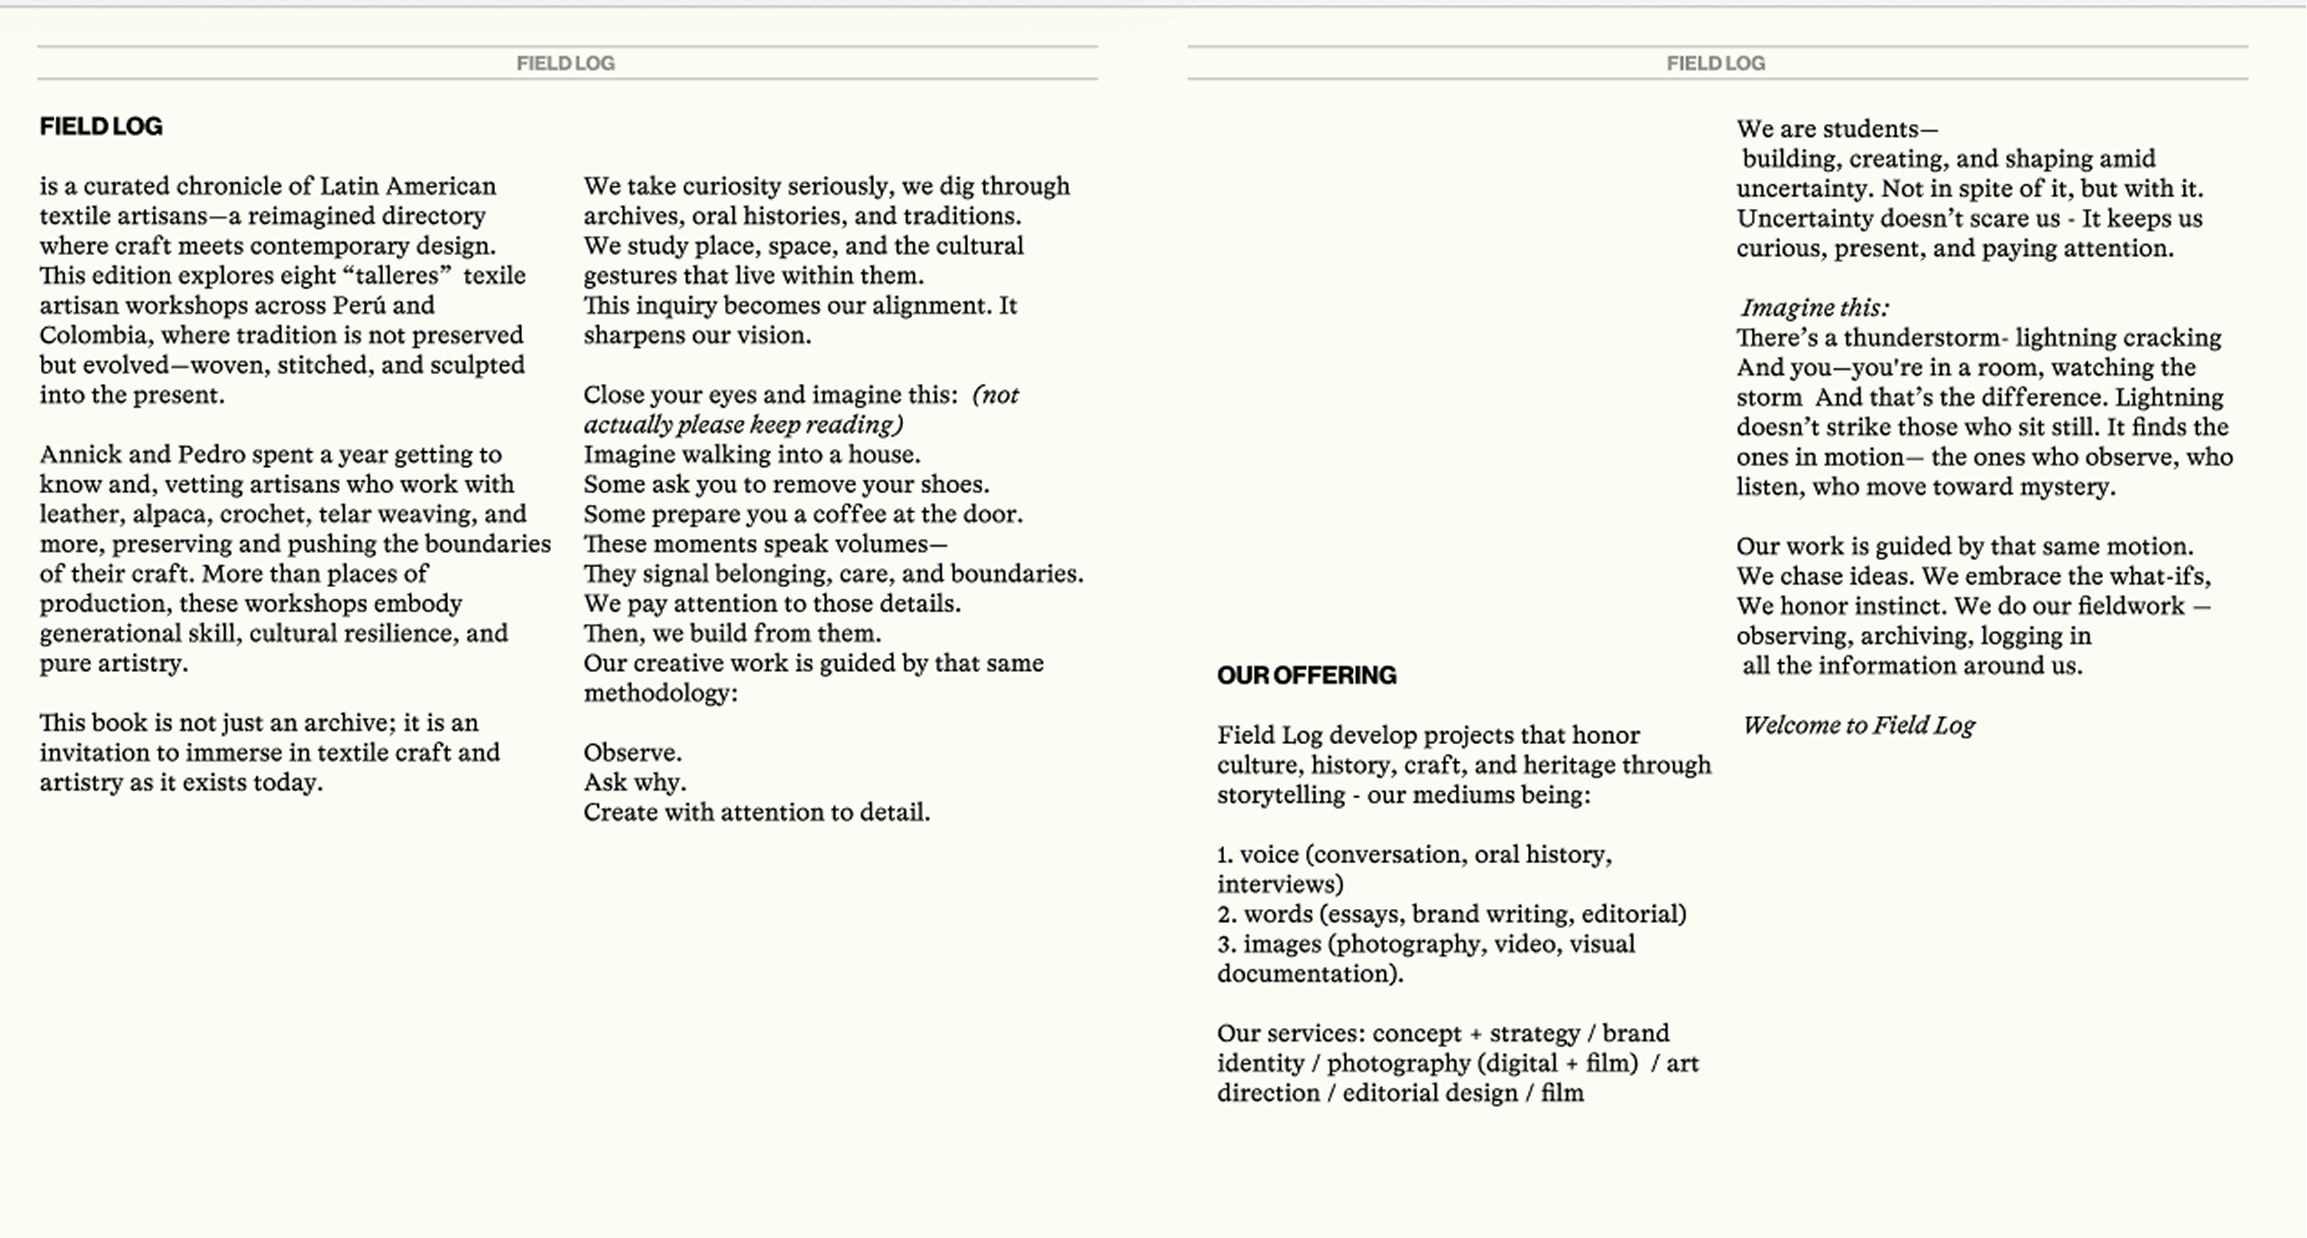 FIELD LOG
FIELD LOG
is a curated chronicle of Latin American
textile artisans—a reimagined directory
where craft meets contemporary design.
This edition explores eight “talleres”  texile
artisan workshops across Perú and
Colombia, where tradition is not preserved
but evolved—woven, stitched, and sculpted
into the present.
Annick and Pedro spent a year getting to
know and, vetting artisans who work with
leather, alpaca, crochet, telar weaving, and
more, preserving and pushing the boundaries
of their craft. More than places of
production, these workshops embody
generational skill, cultural resilience, and
pure artistry.
This book is not just an archive; it is an
invitation to immerse in textile craft and
artistry as it exists today.
We take curiosity seriously, we dig through
archives, oral histories, and traditions.
We study place, space, and the cultural
gestures that live within them.
This inquiry becomes our alignment. It
sharpens our vision.
Close your eyes and imagine this:  (not
actually please keep reading)
Imagine walking into a house.
Some ask you to remove your shoes.
Some prepare you a coffee at the door.
These moments speak volumes—
They signal belonging, care, and boundaries.
We pay attention to those details.
Then, we build from them.
Our creative work is guided by that same
methodology:
Observe.
Ask why.
Create with attention to detail.
FIELD LOG
OUR OFFERING
Field Log develop projects that honor
culture, history, craft, and heritage through
storytelling - our mediums being:
1. voice (conversation, oral history,
interviews)
2. words (essays, brand writing, editorial)
3. images (photography, video, visual
documentation).
Our services: concept + strategy / brand
identity / photography (digital + film)  / art
direction / editorial design / film
We are students—
building, creating, and shaping amid
uncertainty. Not in spite of it, but with it.
Uncertainty doesn’t scare us - It keeps us
curious, present, and paying attention.
Imagine this:
There’s a thunderstorm- lightning cracking
And you—you're in a room, watching the
storm  And that’s the difference. Lightning
doesn’t strike those who sit still. It finds the
ones in motion— the ones who observe, who
listen, who move toward mystery.
Our work is guided by that same motion.
We chase ideas. We embrace the what-ifs,
We honor instinct. We do our fieldwork —
observing, archiving, logging in
all the information around us.
Welcome to Field Log